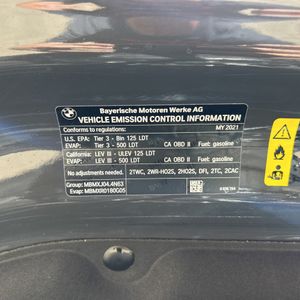 BMW
Bayerische Motoren Werke AG
VEHICLE EMISSION CONTROL INFORMATION
Conforms to regulations: MY 2021
U.S. EPA: Tier 3 - Bin 125 LDT
EVAP: Tier 3 - 500 LDT CA OBD II Fuel: gasoline
California: LEV III - ULEV 125 LDT
EVAP: LEV III - 500 LDT CA OBD II Fuel: gasoline
No adjustments needed. 2TWC, 2WR-HO2S, 2HO2S, DFI, 2TC, 2CAC
Group: MBMXJ04.4N63
Evap: MBMXR0180G05